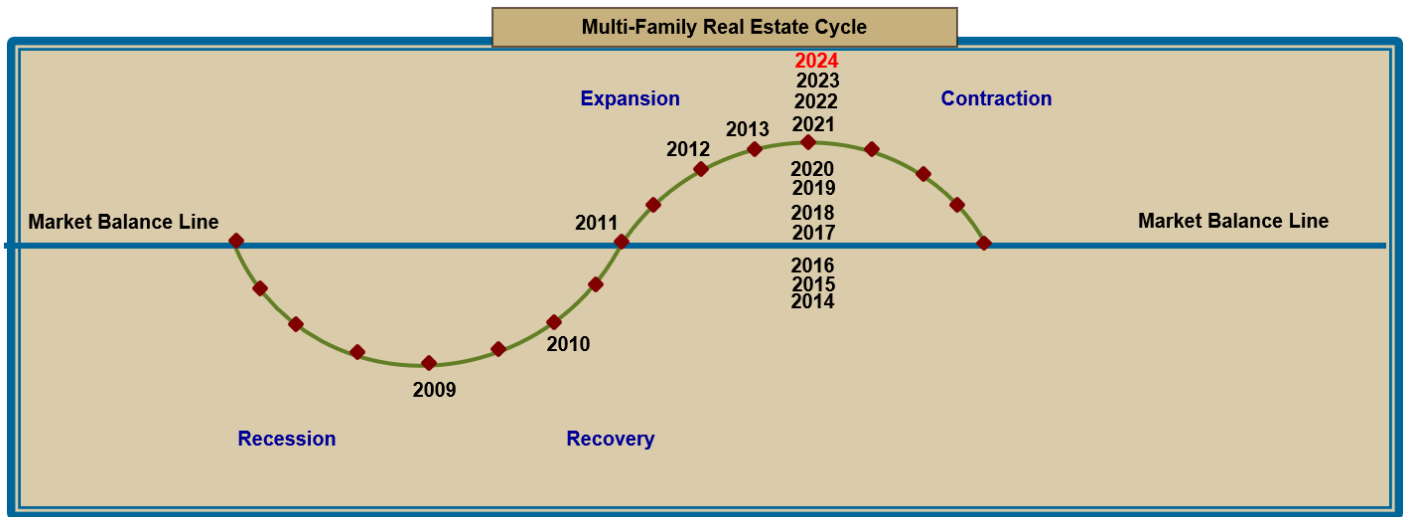 Multi-Family Real Estate Cycle
2024
2023
Expansion
Contraction
2022
2021
2013
2012
2020
2019
2018
2011
Market Balance Line
Market Balance Line
2017
2016
2015
2014
2010
2009
Recession
Recovery